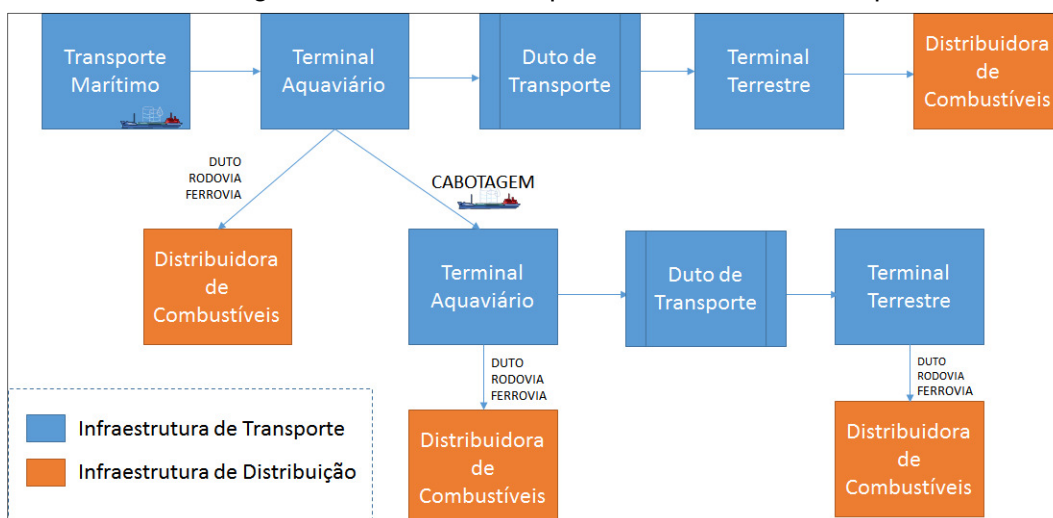 Transporte
Marítimo
Terminal
Aquaviário
Duto de
Transporte
Terminal
Terrestre
Distribuidora
de
Combustíveis
DUTO
RODOVIA
FERROVIA
CABOTAGEM
Distribuidora
de
Combustíveis
Terminal
Aquaviário
Duto de
Transporte
Terminal
Terrestre
DUTO
RODOVIA
FERROVIA
DUTO
RODOVIA
FERROVIA
Distribuidora
de
Combustíveis
Distribuidora
de
Combustíveis
Infraestrutura de Transporte
Infraestrutura de Distribuição